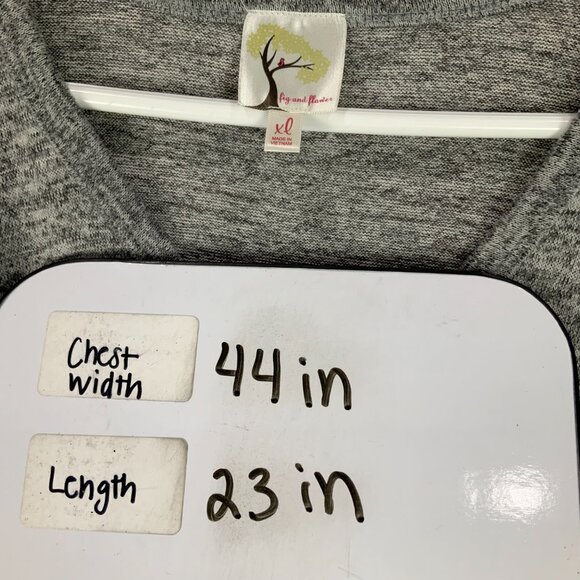 fig and flower
xl
MADE IN
VIETNAM
Chest
width
44 in
Length
23 in